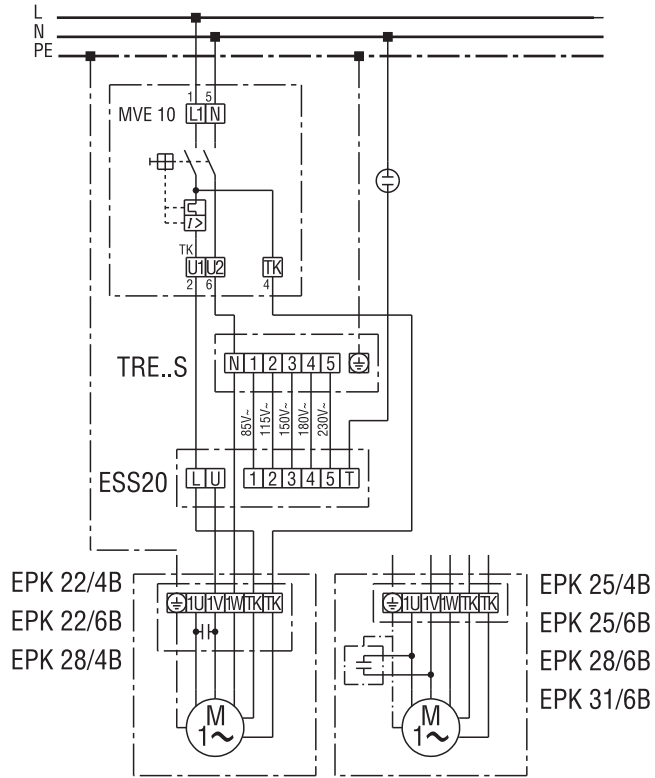 L
N
PE
1 5
MVE 10 L1 N
I>
TK
U1 U2 TK
2 6 4
TRE..S N 1 2 3 4 5
85V~ 115V~ 150V~ 180V~ 230V~
ESS20 L U 1 2 3 4 5 T
EPK 22/4B
EPK 22/6B
EPK 28/4B
1U 1V 1W TK TK
M
1~
1U 1V 1W TK TK
M
1~
EPK 25/4B
EPK 25/6B
EPK 28/6B
EPK 31/6B